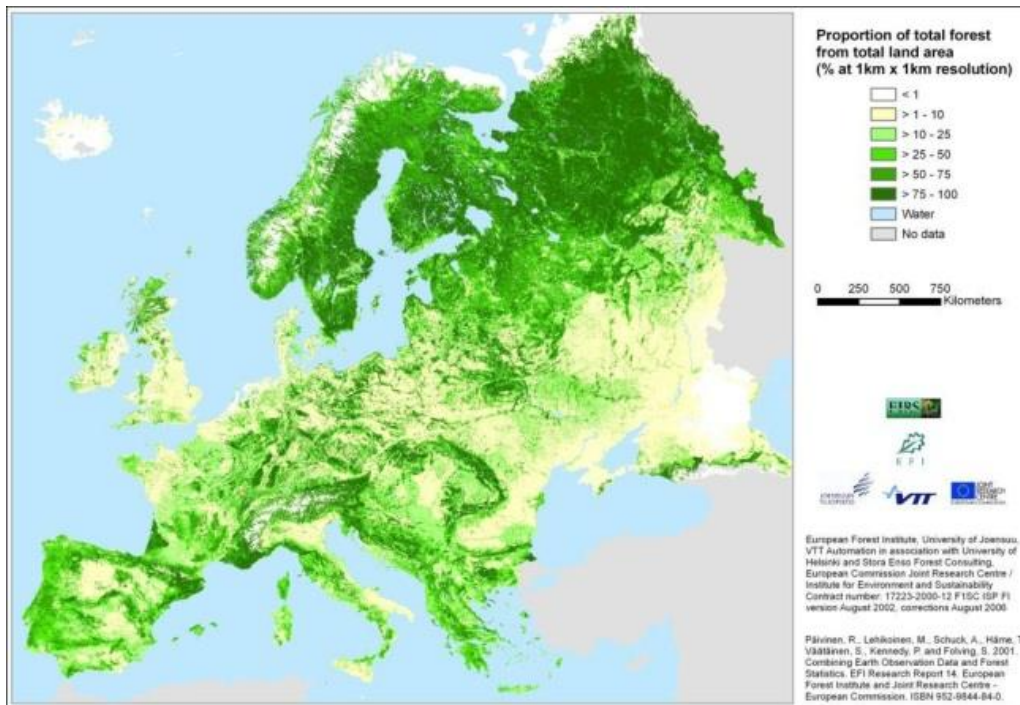 Proportion of total forest
from total land area
(% at 1km x 1km resolution)
< 1
> 1 - 10
> 10 - 25
> 25 - 50
> 50 - 75
> 75 - 100
Water
No data
0 250 500 750
Kilometers
EFI
VTT
JOINT
RESEARCH
CENTRE
European Forest Institute, University of Joensuu,
VTT Automation in association with University of
Helsinki and Stora Enso Forest Consulting,
European Commission Joint Research Centre /
Institute for Environment and Sustainability
Contract number: 17223-2000-12 F1SC ISP FI
version August 2002, corrections August 2006
Päivinen, R., Lehikoinen, M., Schuck, A., Häme, T
Väätäinen, S., Kennedy, P. and Folving, S. 2001.
Combining Earth Observation Data and Forest
Statistics. EFI Research Report 14. European
Forest Institute and Joint Research Centre -
European Commission. ISBN 952-9844-84-0.